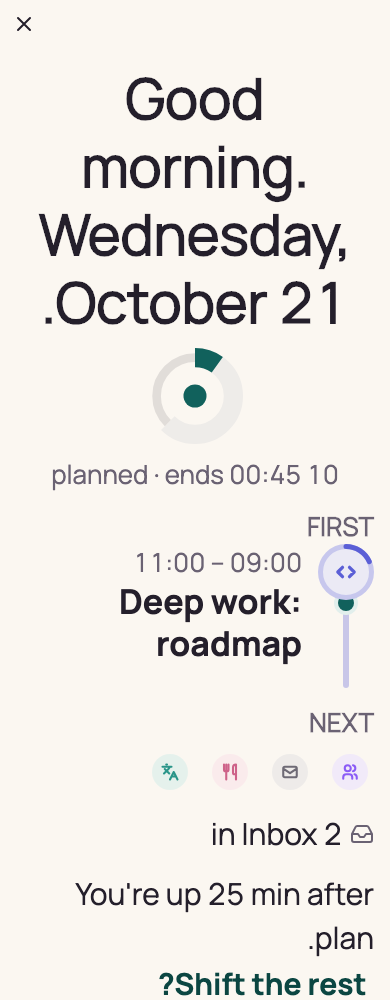 Good
morning.
Wednesday,
.October 21
planned · ends 00:45 10
FIRST
11:00 – 09:00
Deep work:
roadmap
NEXT
in Inbox 2
You're up 25 min after
.plan
?Shift the rest